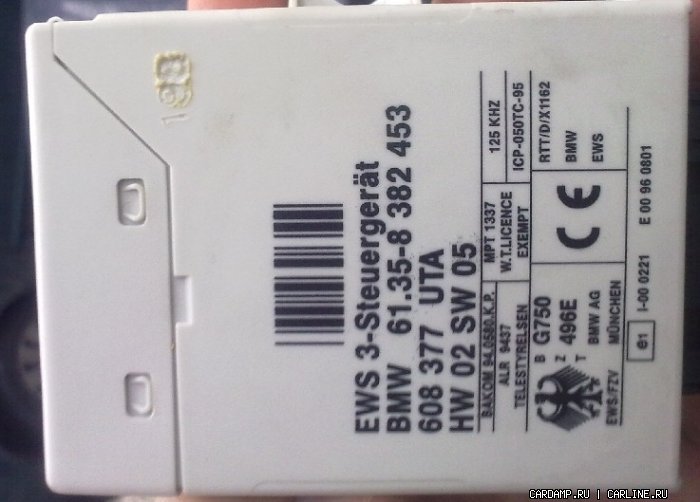 EWS 3-Steuergerät
BMW 61.35-8 382 453
608 377 UTA
HW 02 SW 05
BAKOM 94.0580.K.P.
MPT 1337
125 KHZ
ALR 9437
W.T.LICENCE
ICP-050TC-95
TELESTYRELSEN
EXEMPT
B G750
RTT/D/X1162
Z 496E
BMW
T BMW AG
EWS
EWS/FZV MÜNCHEN
CE
e1 I-00 0221 E 00 96 0801
CARDAMP.RU | CARLINE.RU